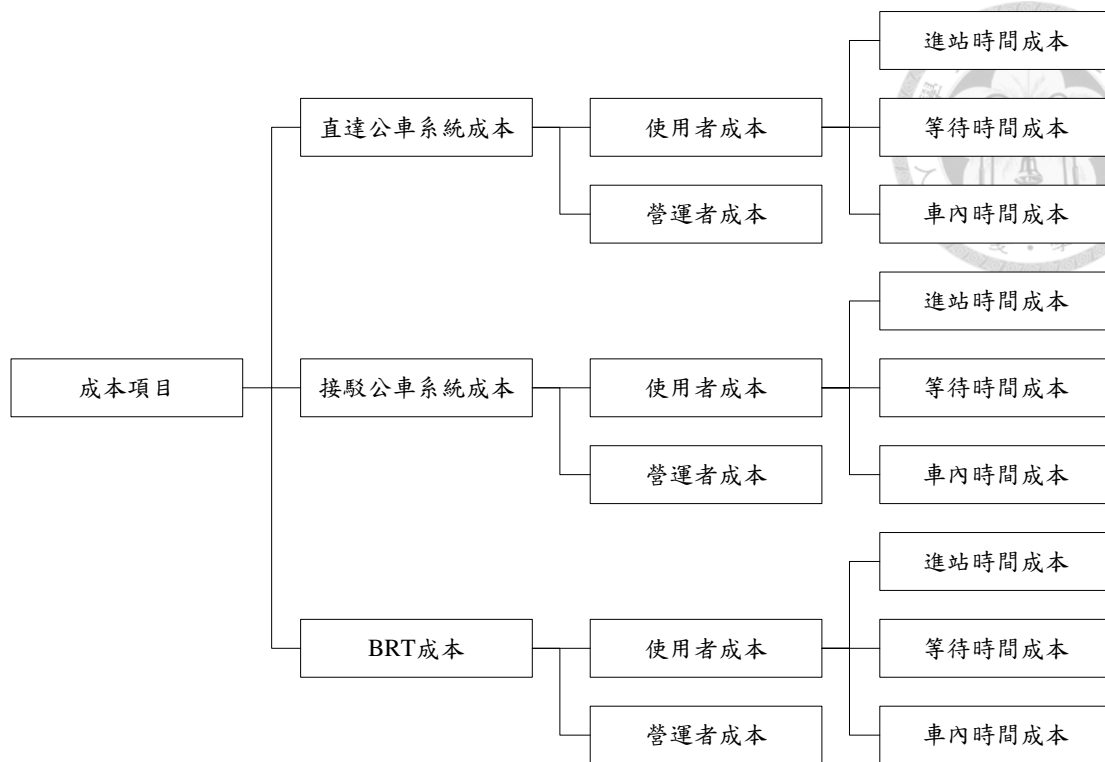 進站時間成本
直達公車系統成本
使用者成本
等待時間成本
營運者成本
車內時間成本
進站時間成本
成本項目
接駁公車系統成本
使用者成本
等待時間成本
營運者成本
車內時間成本
進站時間成本
BRT成本
使用者成本
等待時間成本
營運者成本
車內時間成本